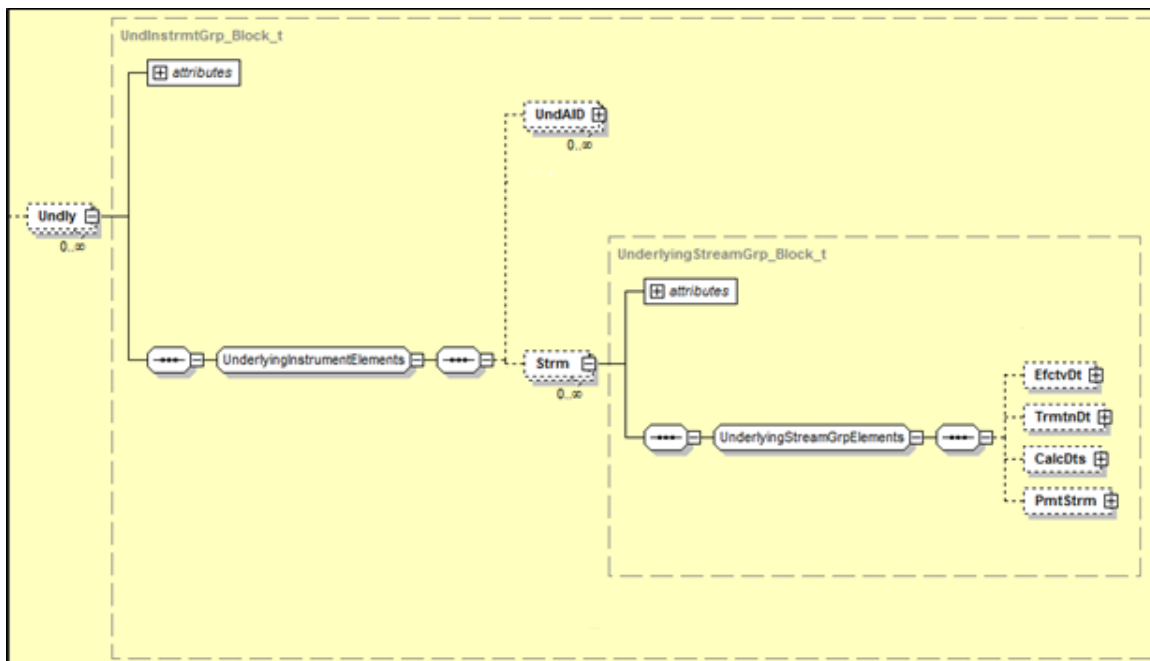 UndInstrmtGrp_Block_t
attributes
UndAID
0..∞
Undly
0..∞
UnderlyingStreamGrp_Block_t
attributes
UnderlyingInstrumentElements
Strm
0..∞
EfctvDt
TrmtnDt
UnderlyingStreamGrpElements
CalcDts
PmtStrm